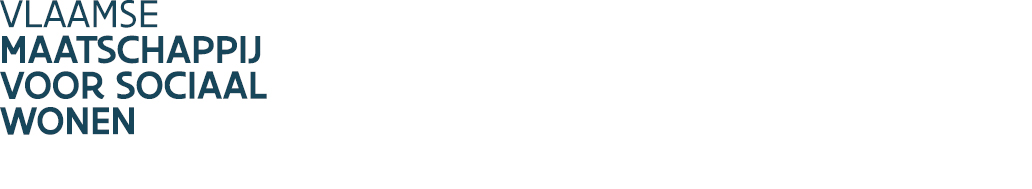 VLAAMSE
MAATSCHAPPIJ
VOOR SOCIAAL
WONEN